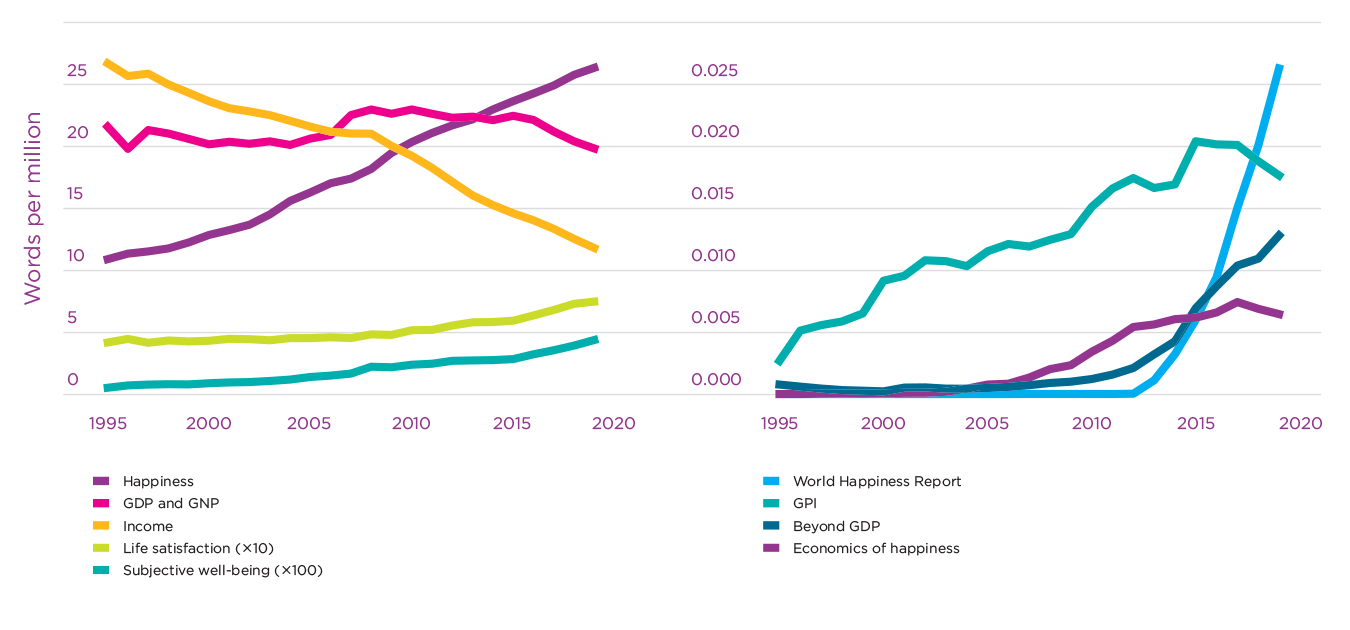 Words per million
25
20
15
10
5
0
1995 2000 2005 2010 2015 2020
Happiness
GDP and GNP
Income
Life satisfaction (×10)
Subjective well-being (×100)
0.025
0.020
0.015
0.010
0.005
0.000
1995 2000 2005 2010 2015 2020
World Happiness Report
GPI
Beyond GDP
Economics of happiness